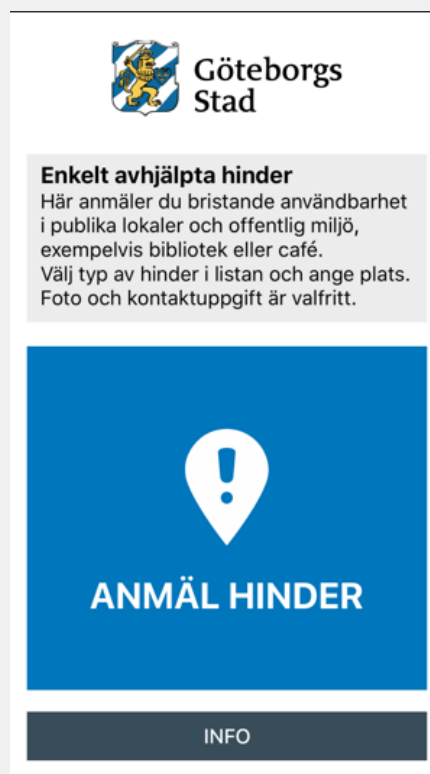 Göteborgs
Stad
Enkelt avhjälpta hinder
Här anmäler du bristande användbarhet
i publika lokaler och offentlig miljö,
exempelvis bibliotek eller café.
Välj typ av hinder i listan och ange plats.
Foto och kontaktuppgift är valfritt.
ANMÄL HINDER
INFO